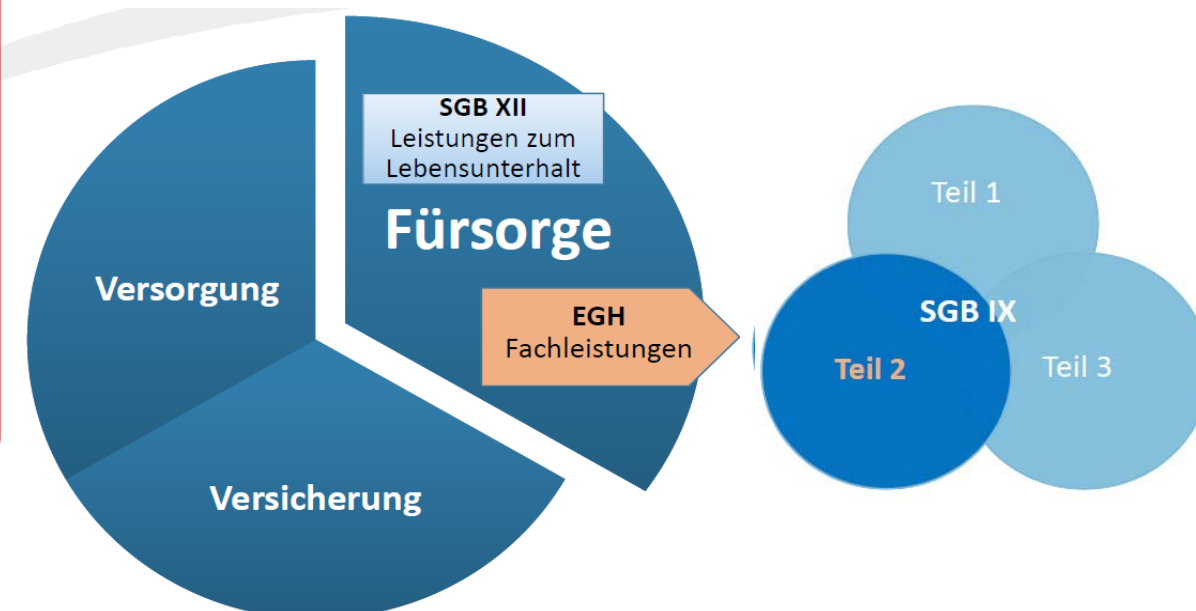 SGB XII
Leistungen zum
Lebensunterhalt
Fürsorge
Versorgung
EGH
Fachleistungen
Versicherung
Teil 1
SGB IX
Teil 2
Teil 3